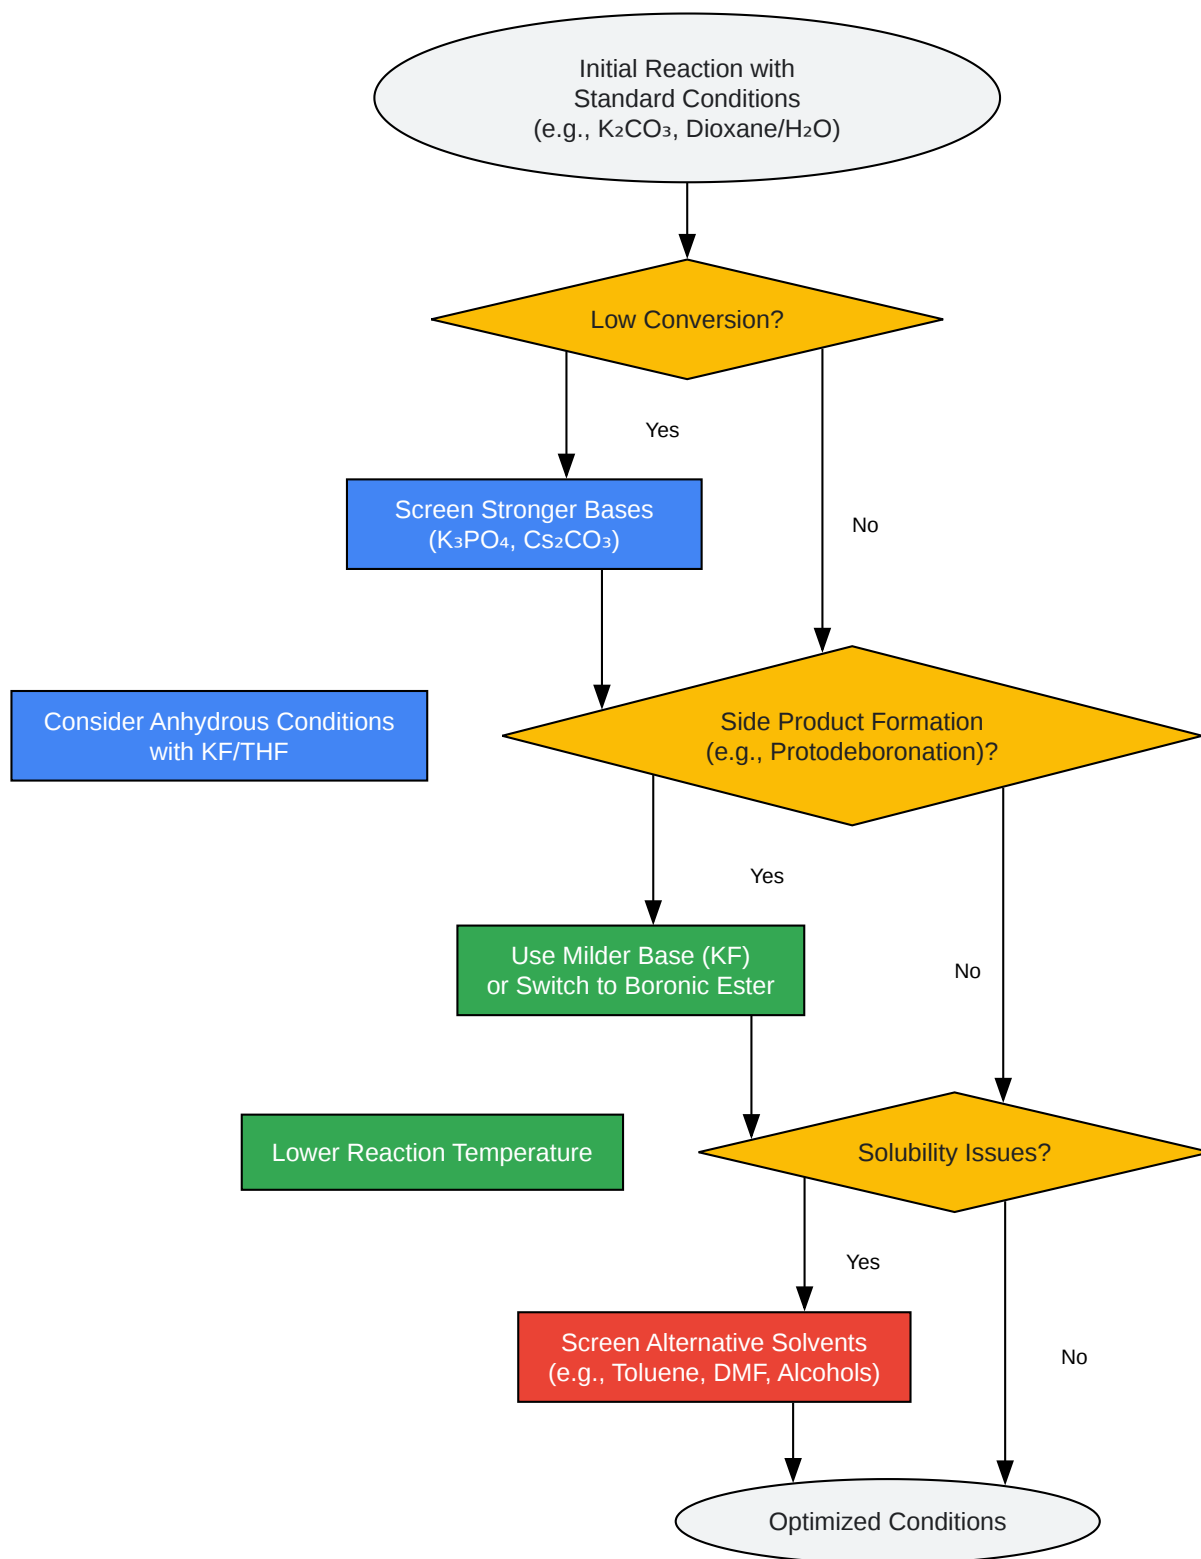 Initial Reaction with
Standard Conditions
(e.g., K₂CO₃, Dioxane/H₂O)
Low Conversion?
Yes
Screen Stronger Bases
(K₃PO₄, Cs₂CO₃)
No
Consider Anhydrous Conditions
with KF/THF
Side Product Formation
(e.g., Protodeboronation)?
Yes
Use Milder Base (KF)
or Switch to Boronic Ester
No
Lower Reaction Temperature
Solubility Issues?
Yes
Screen Alternative Solvents
(e.g., Toluene, DMF, Alcohols)
No
Optimized Conditions